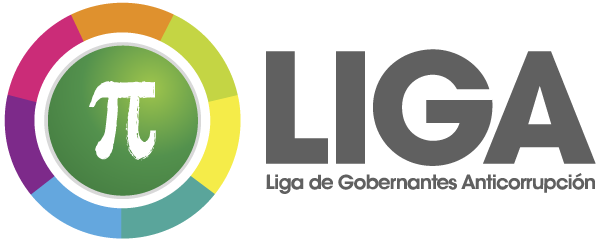 π
LIGA
Liga de Gobernantes Anticorrupción